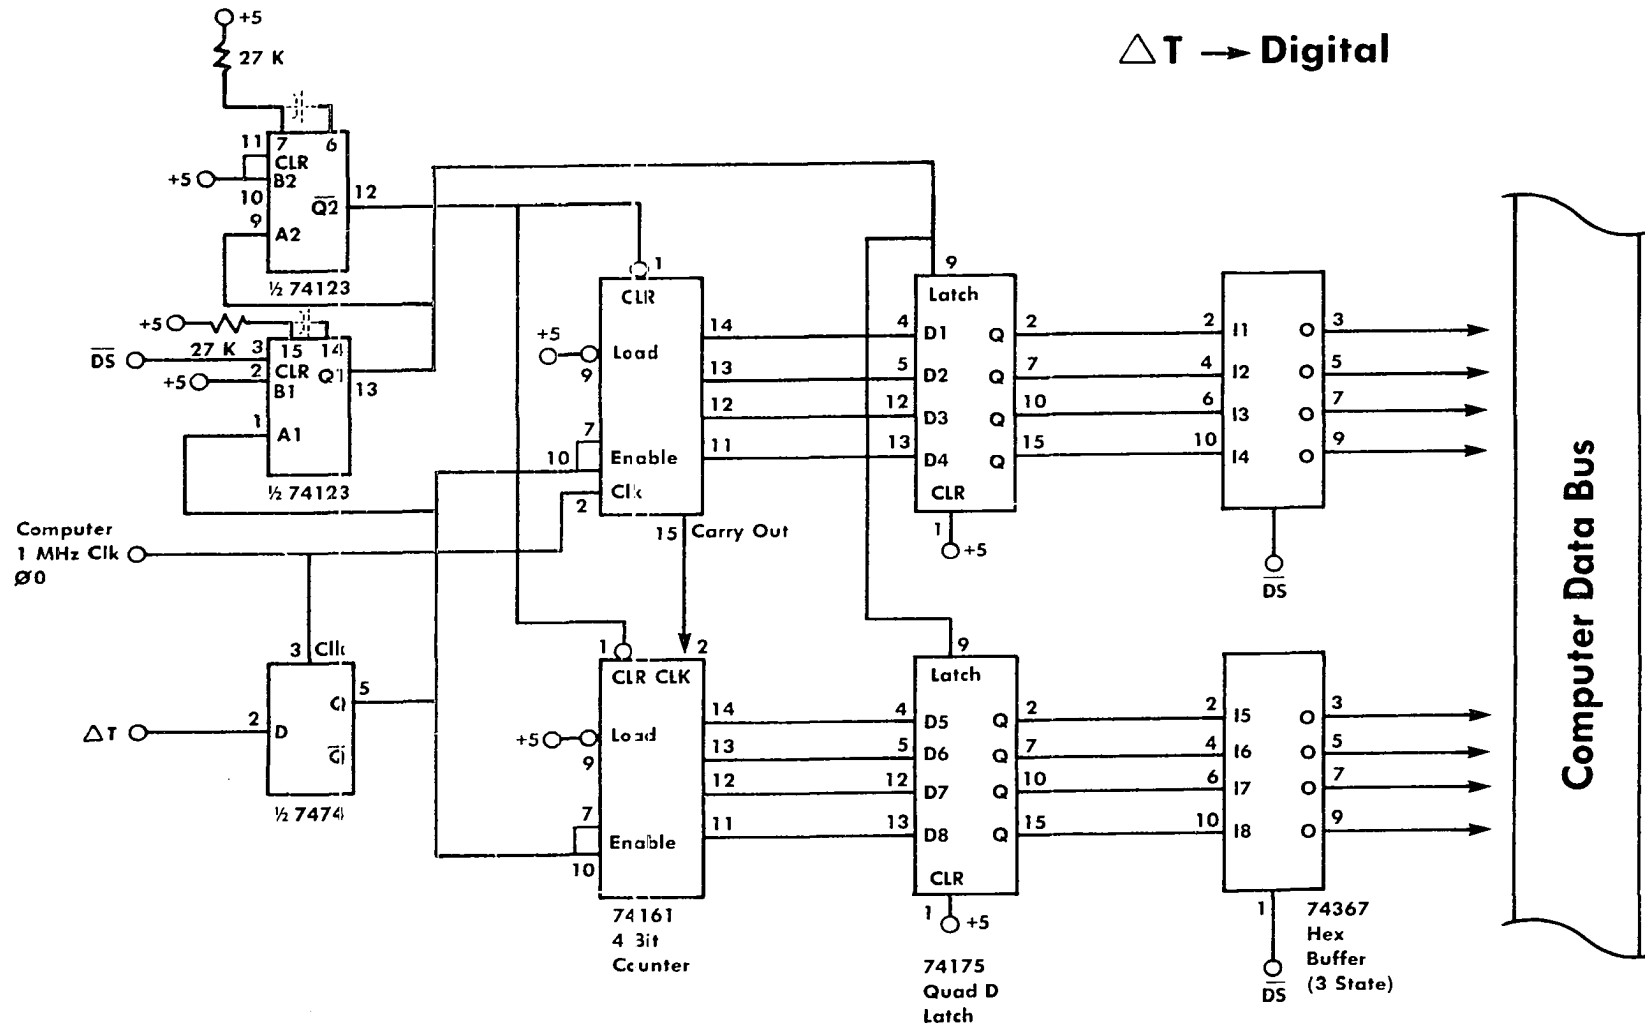 △T → Digital
+5
27 K
11
7
6
CLR
+5
B2
10
Q2
12
9
A2
½ 74123
+5
27 K
3
15
14
DS
CLR
2
Q1
+5
B1
13
1
A1
½ 74123
Computer
1 MHz Clk
Ø0
3
Clk
5
Q
2
△T
D
Q
½ 7474
1
CLR
+5
Load
9
7
10
Enable
Clk
2
14
13
12
11
15
Carry Out
1
2
CLR CLK
+5
Load
9
7
Enable
10
14
13
12
11
74161
4 Bit
Counter
9
Latch
4
D1
Q
2
5
D2
Q
7
12
D3
Q
10
13
D4
Q
15
CLR
1
+5
9
Latch
4
D5
Q
2
5
D6
Q
7
12
D7
Q
10
13
D8
Q
15
CLR
1
+5
74175
Quad D
Latch
2
I1
O
3
4
I2
O
5
6
I3
O
7
10
I4
O
9
DS
2
I5
O
3
4
I6
O
5
6
I7
O
7
10
I8
O
9
1
DS
74367
Hex
Buffer
(3 State)
Computer Data Bus